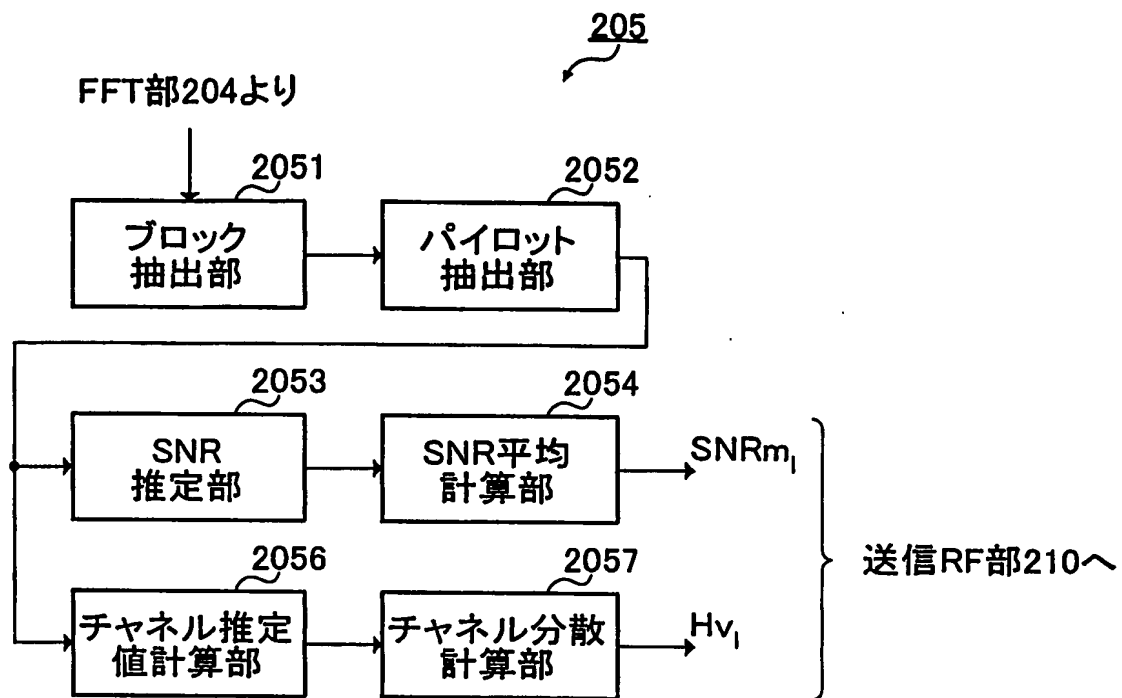 205
FFT部204より
2051
2052
ブロック
抽出部
パイロット
抽出部
2053
2054
SNR
推定部
SNR平均
計算部
SNRm_l
2056
2057
送信RF部210へ
チャネル推定
値計算部
チャネル分散
計算部
Hv_l